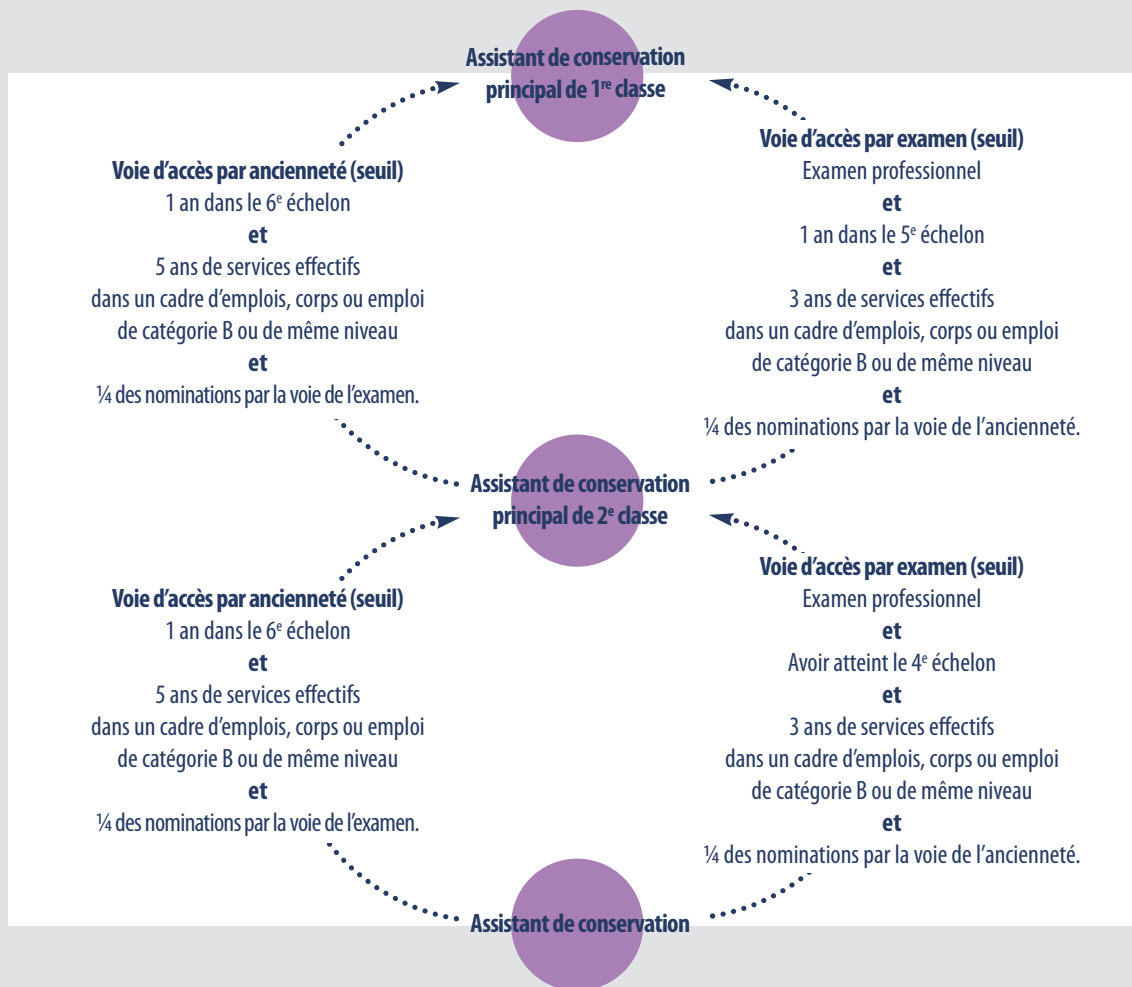 Assistant de conservation
principal de 1re classe
Voie d'accès par ancienneté (seuil)
1 an dans le 6e échelon
et
5 ans de services effectifs
dans un cadre d'emplois, corps ou emploi
de catégorie B ou de même niveau
et
¼ des nominations par la voie de l'examen.
Voie d'accès par examen (seuil)
Examen professionnel
et
1 an dans le 5e échelon
et
3 ans de services effectifs
dans un cadre d'emplois, corps ou emploi
de catégorie B ou de même niveau
et
¼ des nominations par la voie de l'ancienneté.
Assistant de conservation
principal de 2e classe
Voie d'accès par ancienneté (seuil)
1 an dans le 6e échelon
et
5 ans de services effectifs
dans un cadre d'emplois, corps ou emploi
de catégorie B ou de même niveau
et
¼ des nominations par la voie de l'examen.
Voie d'accès par examen (seuil)
Examen professionnel
et
Avoir atteint le 4e échelon
et
3 ans de services effectifs
dans un cadre d'emplois, corps ou emploi
de catégorie B ou de même niveau
et
¼ des nominations par la voie de l'ancienneté.
Assistant de conservation